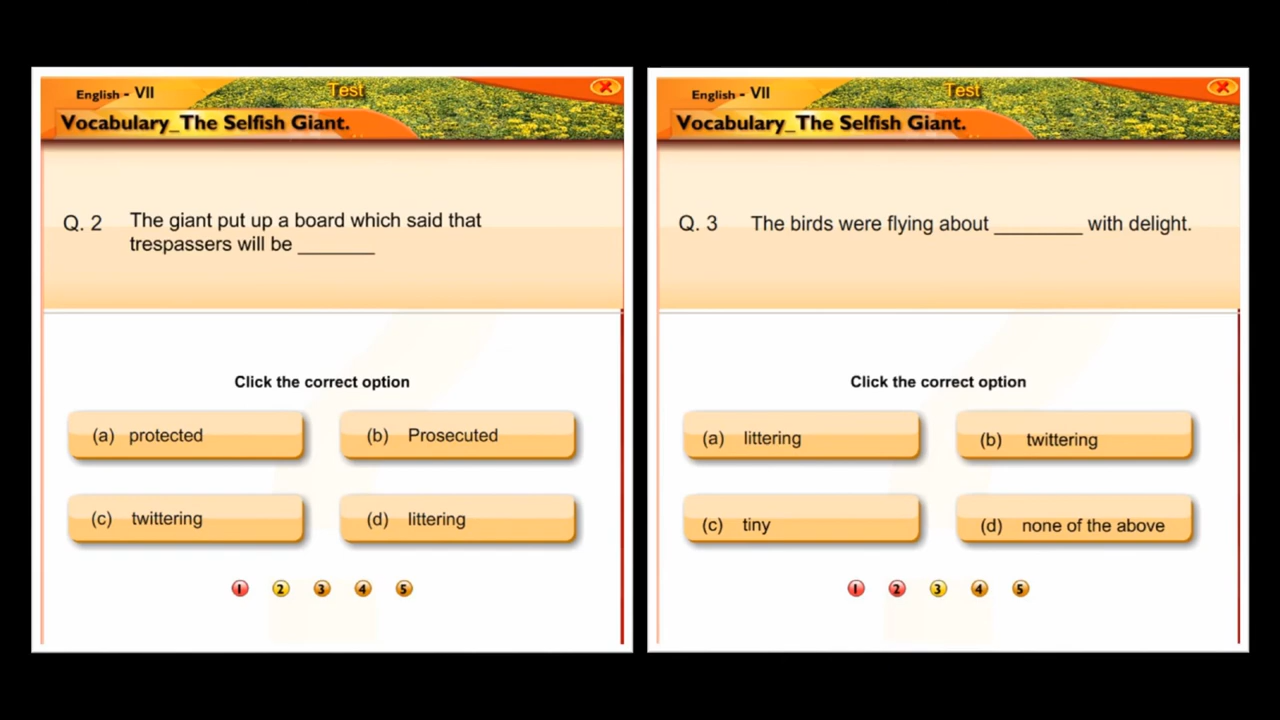 English - VII
Test
Vocabulary_The Selfish Giant.
Q. 2 The giant put up a board which said that
trespassers will be _______
Click the correct option
(a) protected
(b) Prosecuted
(c) twittering
(d) littering
1 2 3 4 5
English - VII
Test
Vocabulary_The Selfish Giant.
Q. 3 The birds were flying about ________ with delight.
Click the correct option
(a) littering
(b) twittering
(c) tiny
(d) none of the above
1 2 3 4 5